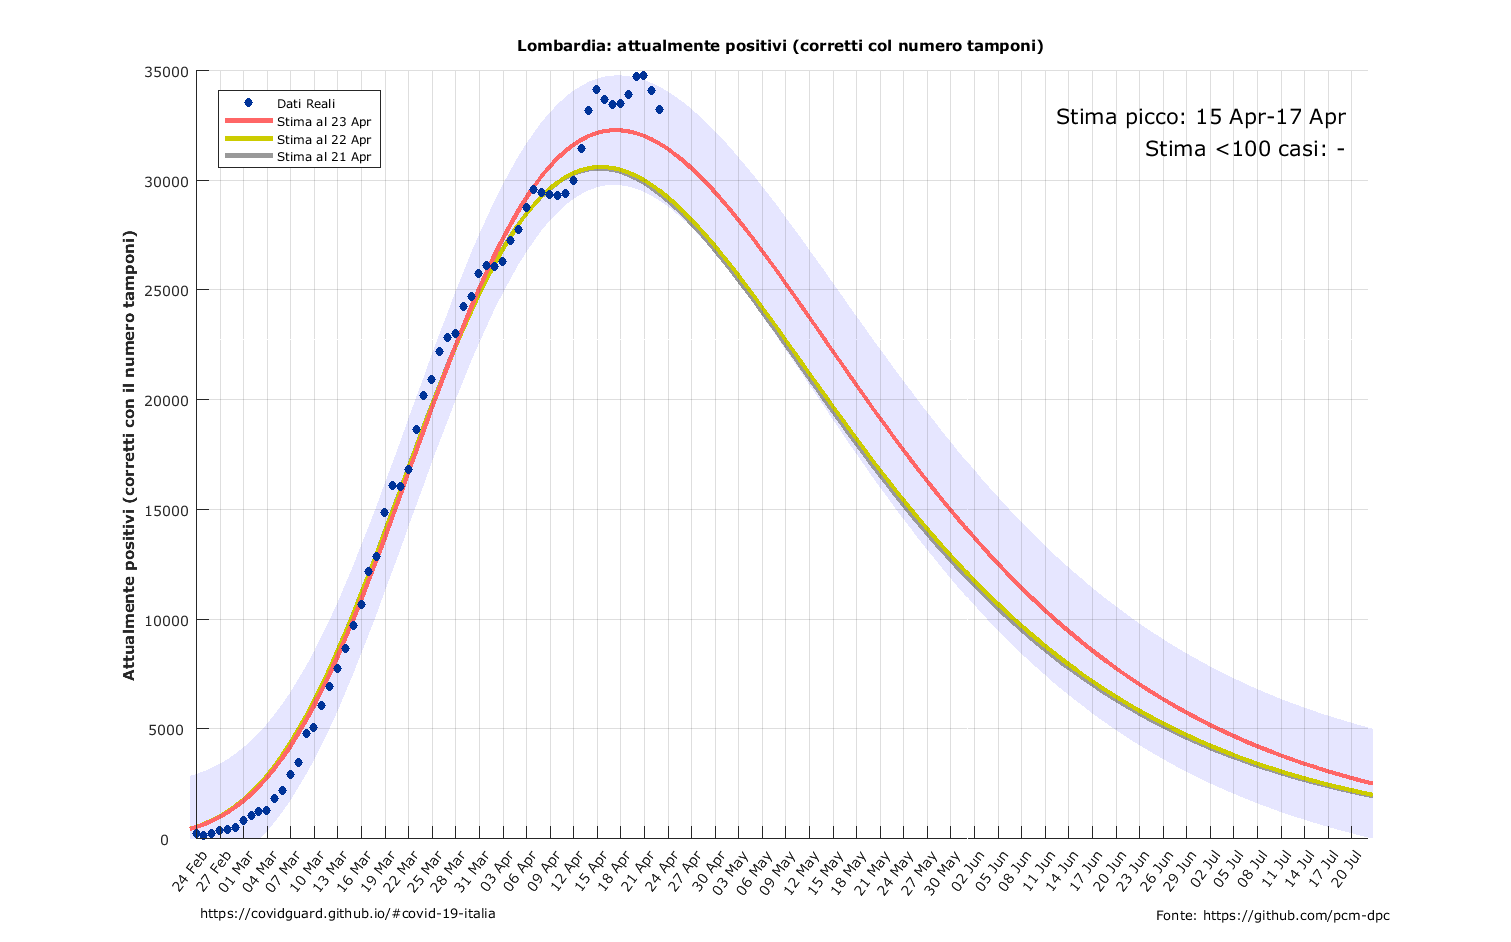 Lombardia: attualmente positivi (corretti col numero tamponi)
Attualmente positivi (corretti con il numero tamponi)
35000
30000
25000
20000
15000
10000
5000
0
Dati Reali
Stima al 23 Apr
Stima al 22 Apr
Stima al 21 Apr
Stima picco: 15 Apr-17 Apr
Stima <100 casi: -
24 Feb
27 Feb
01 Mar
04 Mar
07 Mar
10 Mar
13 Mar
16 Mar
19 Mar
22 Mar
25 Mar
28 Mar
31 Mar
03 Apr
06 Apr
09 Apr
12 Apr
15 Apr
18 Apr
21 Apr
24 Apr
27 Apr
30 Apr
03 May
06 May
09 May
12 May
15 May
18 May
21 May
24 May
27 May
30 May
02 Jun
05 Jun
08 Jun
11 Jun
14 Jun
17 Jun
20 Jun
23 Jun
26 Jun
29 Jun
02 Jul
05 Jul
08 Jul
11 Jul
14 Jul
17 Jul
20 Jul
https://covidguard.github.io/#covid-19-italia
Fonte: https://github.com/pcm-dpc